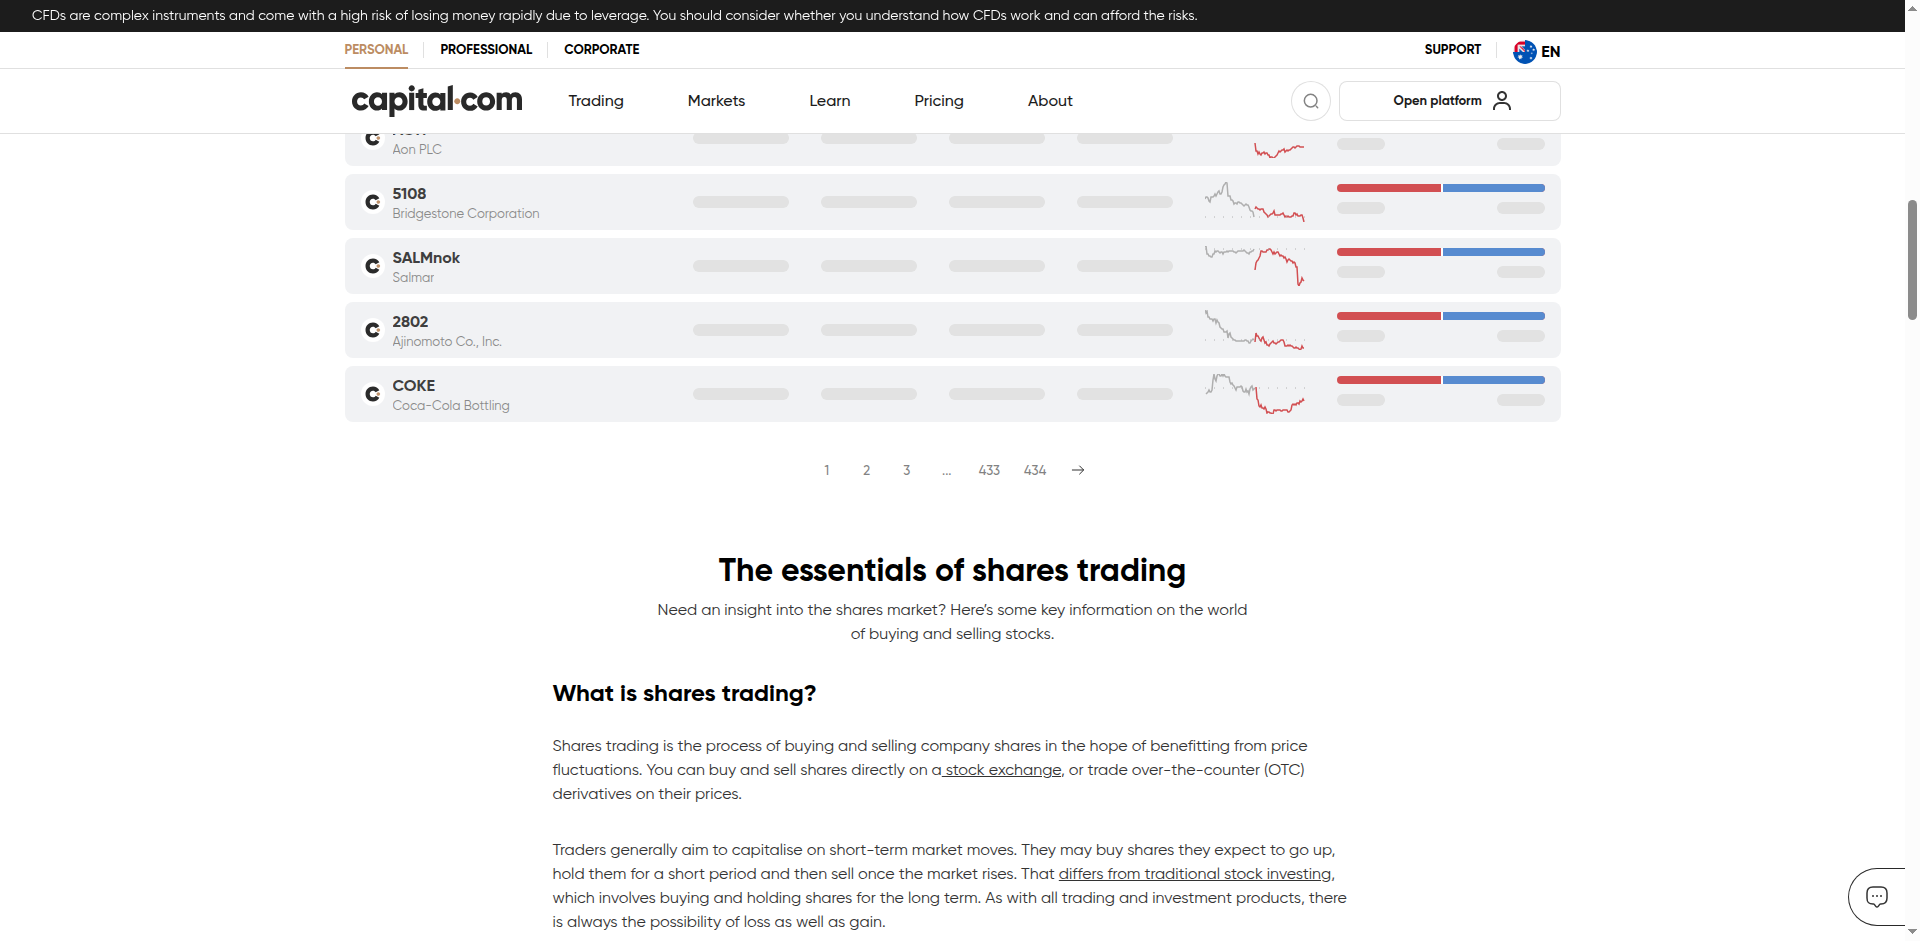 CFDs are complex instruments and come with a high risk of losing money rapidly due to leverage. You should consider whether you understand how CFDs work and can afford the risks.
PERSONAL
PROFESSIONAL
CORPORATE
SUPPORT
EN
capital.com
Trading
Markets
Learn
Pricing
About
Open platform
Aon PLC
5108
Bridgestone Corporation
SALMnok
Salmar
2802
Ajinomoto Co., Inc.
COKE
Coca-Cola Bottling
1 2 3 ... 433 434
The essentials of shares trading
Need an insight into the shares market? Here’s some key information on the world
of buying and selling stocks.
What is shares trading?
Shares trading is the process of buying and selling company shares in the hope of benefitting from price
fluctuations. You can buy and sell shares directly on a stock exchange, or trade over-the-counter (OTC)
derivatives on their prices.
Traders generally aim to capitalise on short-term market moves. They may buy shares they expect to go up,
hold them for a short period and then sell once the market rises. That differs from traditional stock investing,
which involves buying and holding shares for the long term. As with all trading and investment products, there
is always the possibility of loss as well as gain.